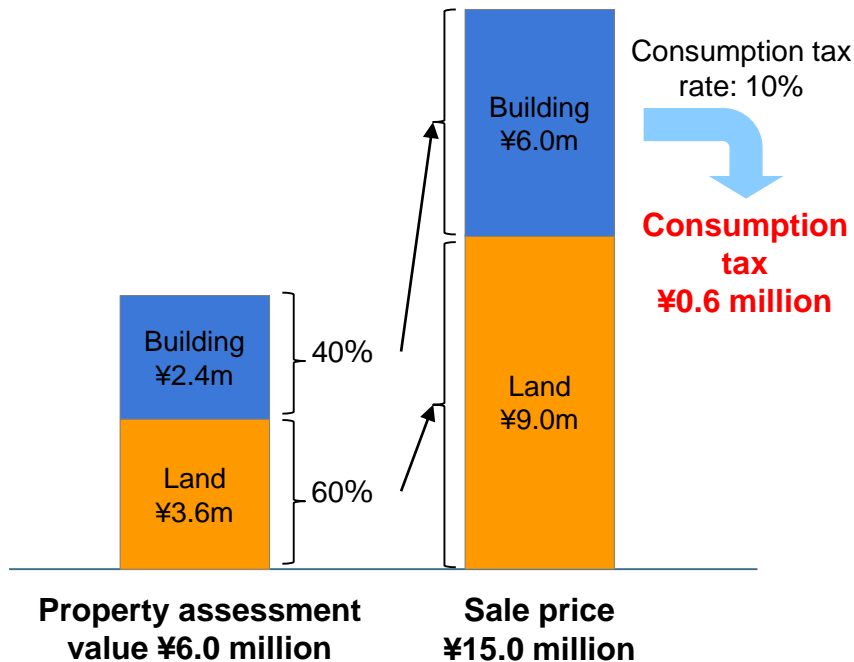 Building
¥2.4m
Land
¥3.6m
40%
60%
Building
¥6.0m
Land
¥9.0m
Consumption tax
rate: 10%
Consumption
tax
¥0.6 million
Property assessment
value ¥6.0 million
Sale price
¥15.0 million